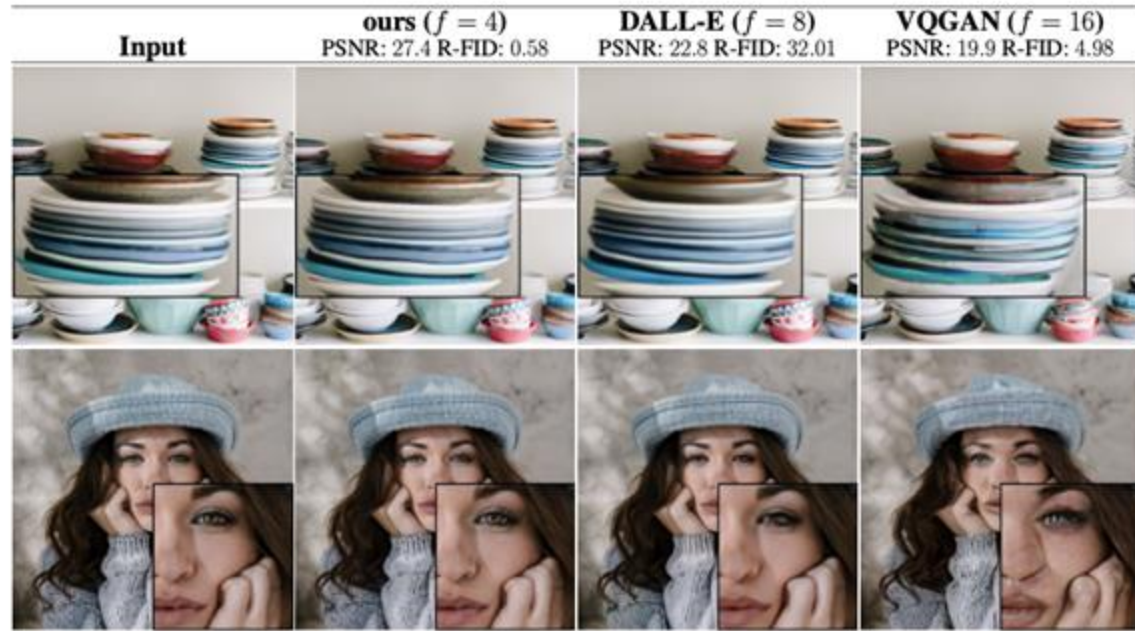 Input
ours (f = 4)
PSNR: 27.4 R-FID: 0.58
DALL-E (f = 8)
PSNR: 22.8 R-FID: 32.01
VQGAN (f = 16)
PSNR: 19.9 R-FID: 4.98